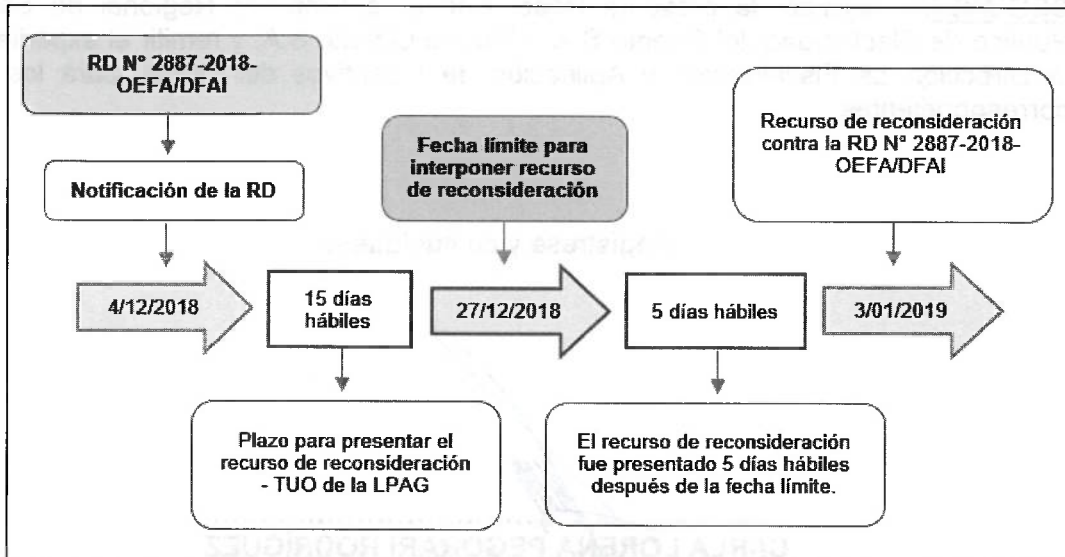 RD N° 2887-2018-
OEFA/DFAI
Notificación de la RD
Fecha límite para
interponer recurso
de reconsideración
Recurso de reconsideración
contra la RD N° 2887-2018-
OEFA/DFAI
4/12/2018
15 días
hábiles
27/12/2018
5 días hábiles
3/01/2019
Plazo para presentar el
recurso de reconsideración
- TUO de la LPAG
El recurso de reconsideración
fue presentado 5 días hábiles
después de la fecha límite.